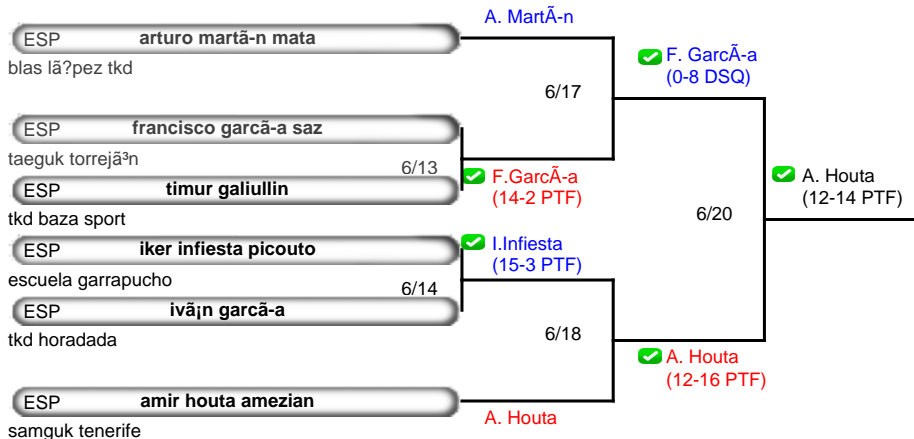 A. MartÃ-n
ESP arturo martã-n mata
blas lã?pez tkd
F. GarcÃ-a
(0-8 DSQ)
6/17
ESP francisco garcã-a saz
taeguk torrejã³n
6/13
F.GarcÃ-a
(14-2 PTF)
ESP timur galiullin
tkd baza sport
A. Houta
(12-14 PTF)
6/20
ESP iker infiesta picouto
escuela garrapucho
I.Infiesta
(15-3 PTF)
6/14
ESP ivã¡n garcã-a
tkd horadada
6/18
A. Houta
(12-16 PTF)
ESP amir houta amezian
samguk tenerife
A. Houta